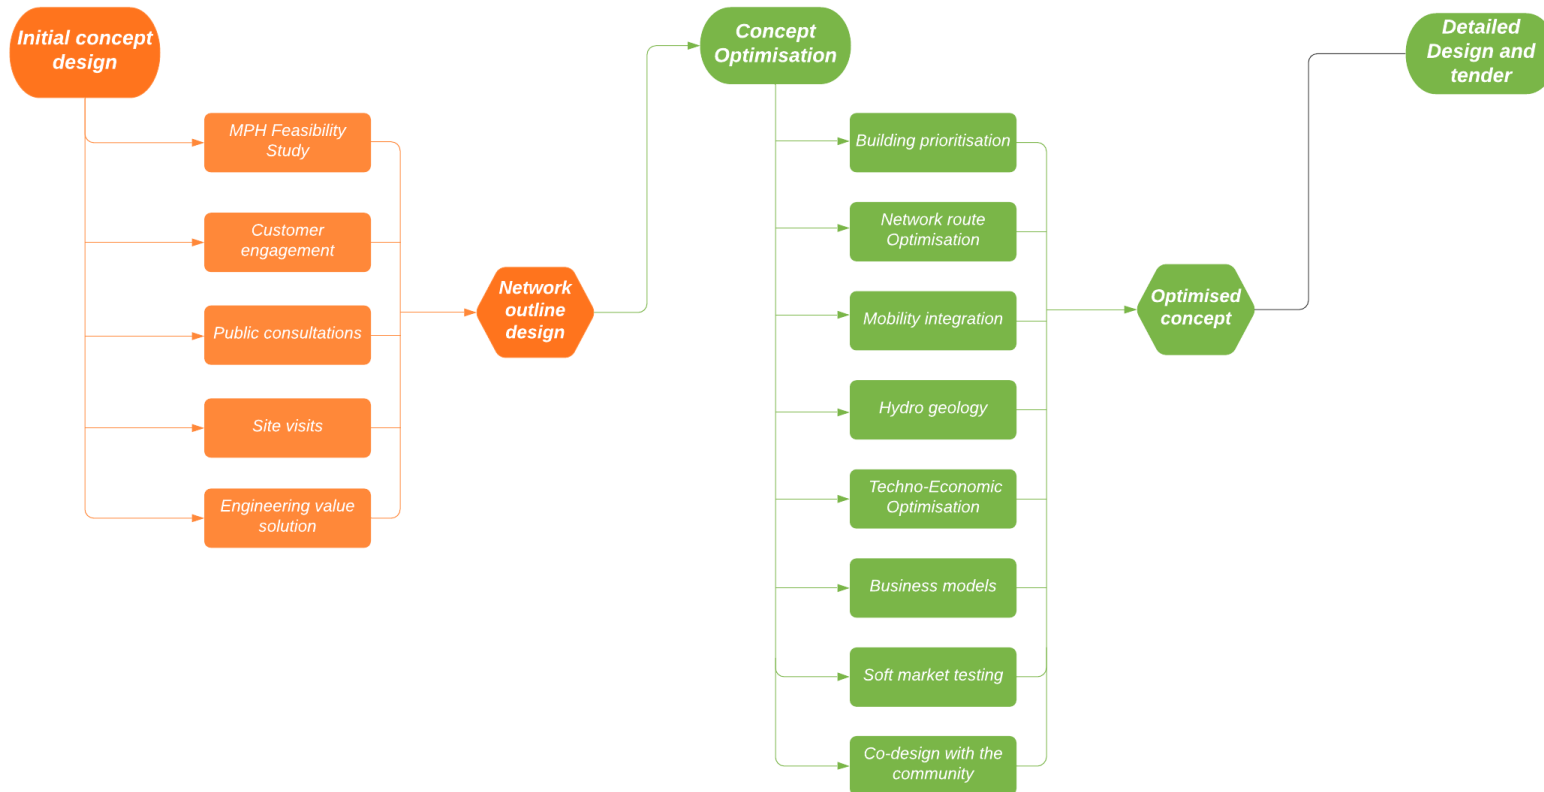 Initial concept
design
MPH Feasibility
Study
Customer
engagement
Public consultations
Site visits
Engineering value
solution
Network
outline
design
Concept
Optimisation
Building prioritisation
Network route
Optimisation
Mobility integration
Hydro geology
Techno-Economic
Optimisation
Business models
Soft market testing
Co-design with the
community
Optimised
concept
Detailed
Design and
tender